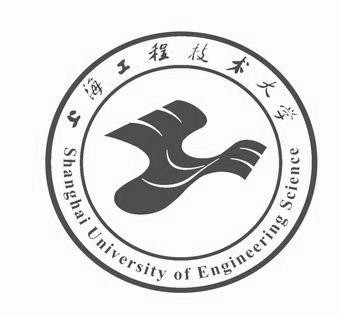 上海工程技术大学
Shanghai University of Engineering Science